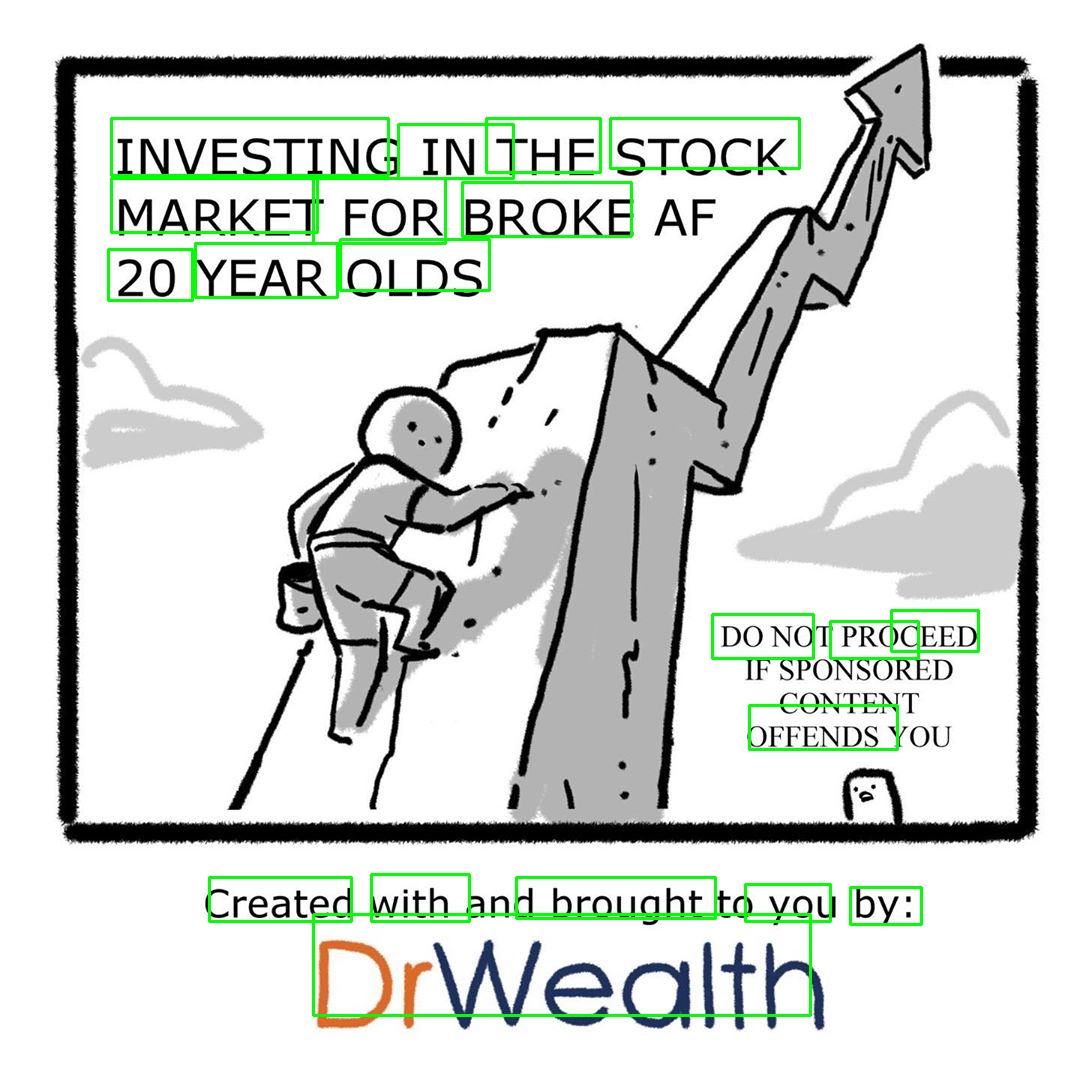 INVESTING IN THE STOCK
MARKET FOR BROKE AF
20 YEAR OLDS
DO NOT PROCEED
IF SPONSORED
CONTENT
OFFENDS YOU
Created with and brought to you by:
DrWealth